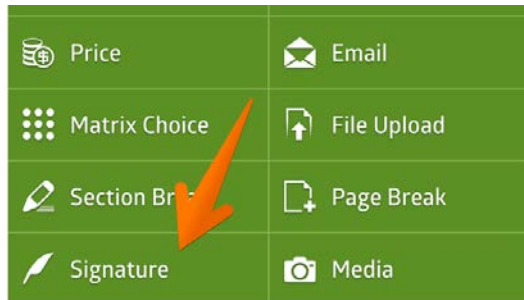 Price
Email
Matrix Choice
File Upload
Section
Page Break
Signature
Media